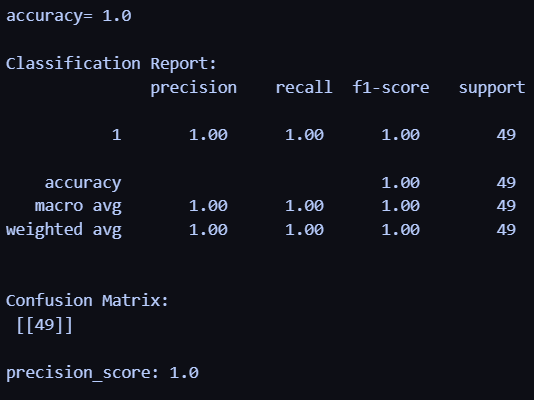 accuracy= 1.0
Classification Report:
precision recall f1-score support
1 1.00 1.00 1.00 49
accuracy 1.00 49
macro avg 1.00 1.00 1.00 49
weighted avg 1.00 1.00 1.00 49
Confusion Matrix:
[[49]]
precision_score: 1.0